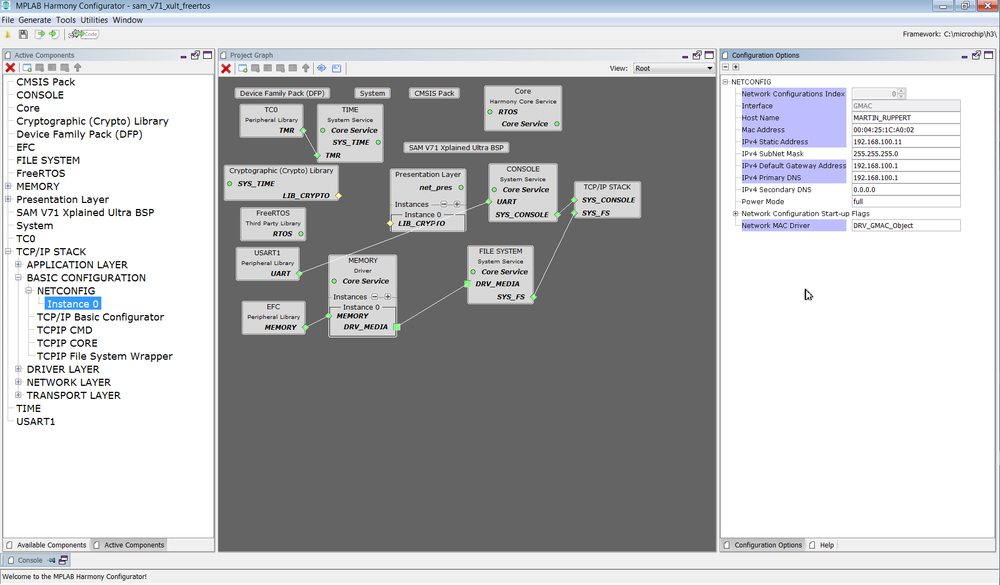 MPLAB Harmony Configurator - sam_v71_xult_freertos
File Generate Tools Utilities Window
Code
Framework: C:\microchip\h3\
Active Components
CMSIS Pack
CONSOLE
Core
Cryptographic (Crypto) Library
Device Family Pack (DFP)
EFC
FILE SYSTEM
FreeRTOS
MEMORY
Presentation Layer
SAM V71 Xplained Ultra BSP
System
TC0
TCP/IP STACK
APPLICATION LAYER
BASIC CONFIGURATION
NETCONFIG
Instance 0
TCP/IP Basic Configurator
TCPIP CMD
TCPIP CORE
TCPIP File System Wrapper
DRIVER LAYER
NETWORK LAYER
TRANSPORT LAYER
TIME
USART1
Available Components
Active Components
Project Graph
View: Root
Device Family Pack (DFP)
System
CMSIS Pack
Core
Harmony Core Service
RTOS
Core Service
TC0
Peripheral Library
TMR
TIME
System Service
Core Service
SYS_TIME
TMR
SAM V71 Xplained Ultra BSP
Cryptographic (Crypto) Library
SYS_TIME
LIB_CRYPTO
Presentation Layer
net_pres
Instances
Instance 0
LIB_CRYPTO
CONSOLE
System Service
Core Service
UART
SYS_CONSOLE
TCP/IP STACK
SYS_CONSOLE
SYS_FS
FreeRTOS
Third Party Library
RTOS
USART1
Peripheral Library
UART
MEMORY
Driver
Core Service
Instances
Instance 0
MEMORY
DRV_MEDIA
FILE SYSTEM
System Service
Core Service
DRV_MEDIA
SYS_FS
EFC
Peripheral Library
MEMORY
Configuration Options
NETCONFIG
Network Configurations Index 0
Interface GMAC
Host Name MARTIN_RUPPERT
Mac Address 00:04:25:1C:A0:02
IPv4 Static Address 192.168.100.11
IPv4 SubNet Mask 255.255.255.0
IPv4 Default Gateway Address 192.168.100.1
IPv4 Primary DNS 192.168.100.1
IPv4 Secondary DNS 0.0.0.0
Power Mode full
Network Configuration Start-up Flags
Network MAC Driver DRV_GMAC_Object
Configuration Options
Help
Console
Welcome to the MPLAB Harmony Configurator!